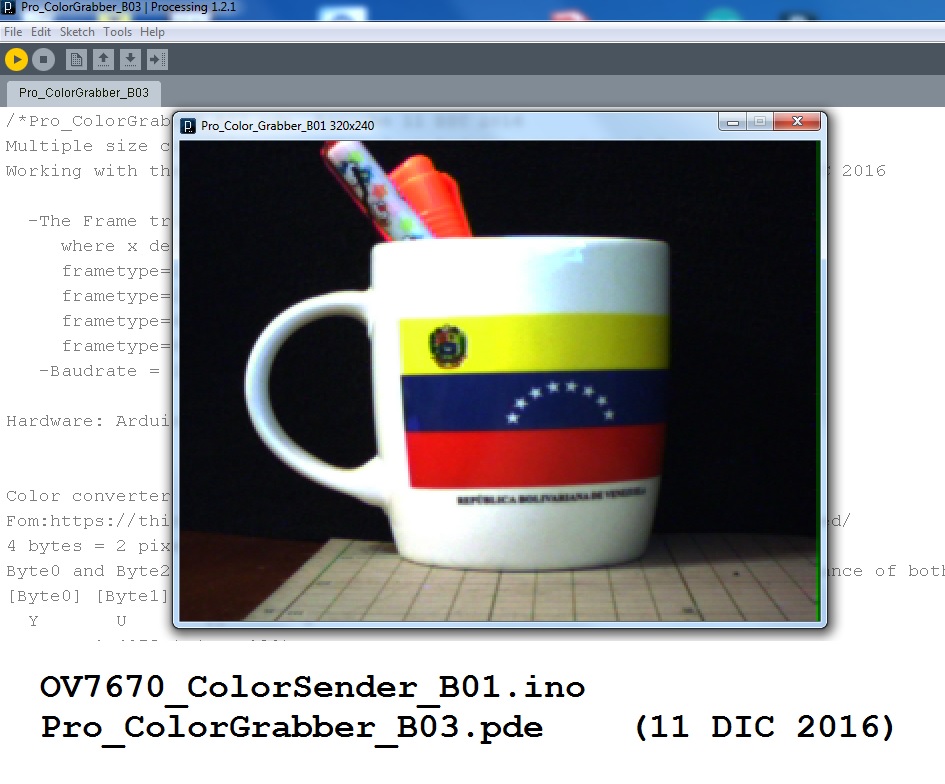 Pro_ColorGrabber_B03 | Processing 1.2.1
File Edit Sketch Tools Help
Pro_ColorGrabber_B03
/*Pro_ColorGrab
Multiple size c
Working with th 2016
-The Frame tr
where x de
frametype=
frametype=
frametype=
frametype=
-Baudrate =
Hardware: Ardui
Color converter
Fom:https://thi d/
4 bytes = 2 pix
Byte0 and Byte2 nce of both
[Byte0] [Byte1]
Y U
Pro_Color_Grabber_B01 320x240
REPÚBLICA BOLIVARIANA DE VENEZUELA
OV7670_ColorSender_B01.ino
Pro_ColorGrabber_B03.pde (11 DIC 2016)